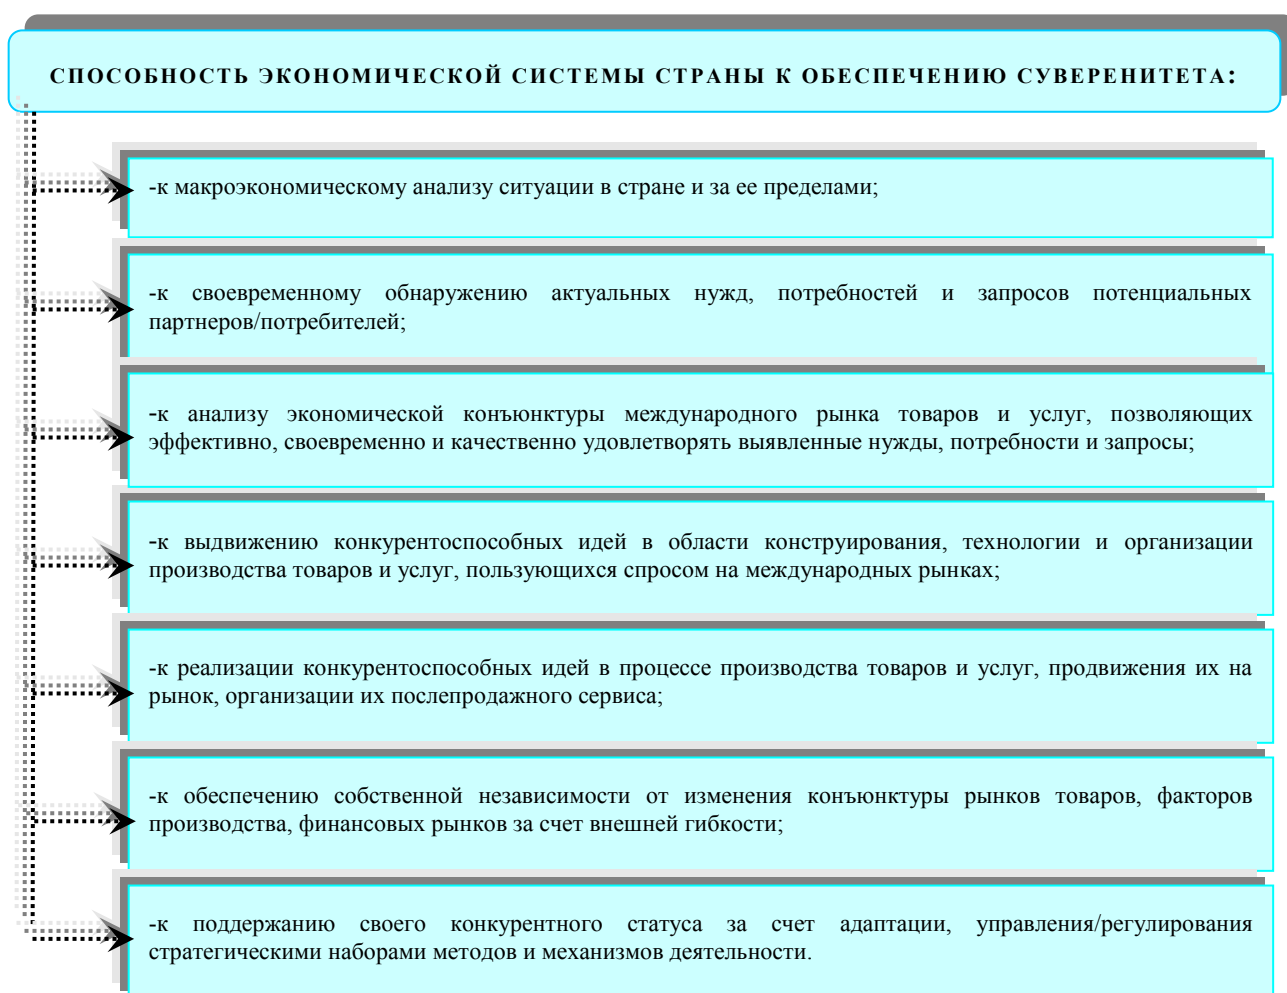 СПОСОБНОСТЬ ЭКОНОМИЧЕСКОЙ СИСТЕМЫ СТРАНЫ К ОБЕСПЕЧЕНИЮ СУВЕРЕНИТЕТА:
-к макроэкономическому анализу ситуации в стране и за ее пределами;
-к своевременному обнаружению актуальных нужд, потребностей и запросов потенциальных
партнеров/потребителей;
-к анализу экономической конъюнктуры международного рынка товаров и услуг, позволяющих
эффективно, своевременно и качественно удовлетворять выявленные нужды, потребности и запросы;
-к выдвижению конкурентоспособных идей в области конструирования, технологии и организации
производства товаров и услуг, пользующихся спросом на международных рынках;
-к реализации конкурентоспособных идей в процессе производства товаров и услуг, продвижения их на
рынок, организации их послепродажного сервиса;
-к обеспечению собственной независимости от изменения конъюнктуры рынков товаров, факторов
производства, финансовых рынков за счет внешней гибкости;
-к поддержанию своего конкурентного статуса за счет адаптации, управления/регулирования
стратегическими наборами методов и механизмов деятельности.